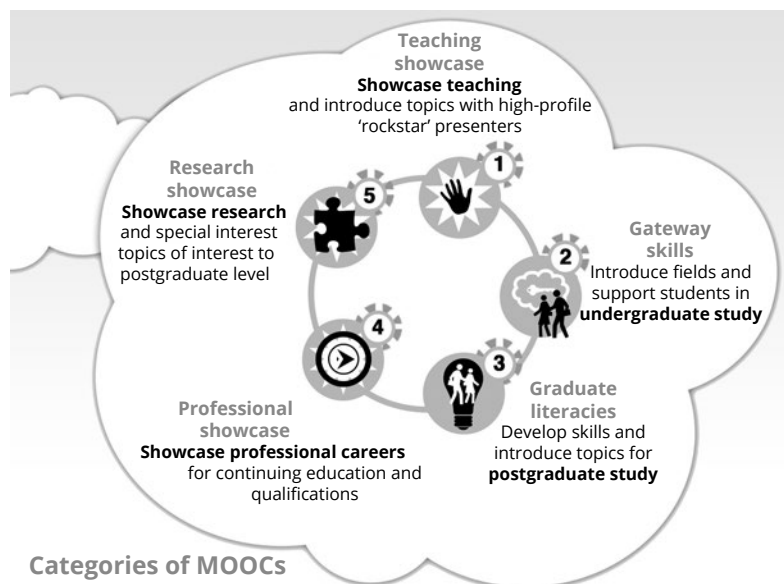 Teaching
showcase
Showcase teaching
and introduce topics with high-profile
‘rockstar’ presenters
1
Gateway
skills
2
Introduce fields and
support students in
undergraduate study
3
Graduate
literacies
Develop skills and
introduce topics for
postgraduate study
4
Professional
showcase
Showcase professional careers
for continuing education and
qualifications
5
Research
showcase
Showcase research
and special interest
topics of interest to
postgraduate level
Categories of MOOCs